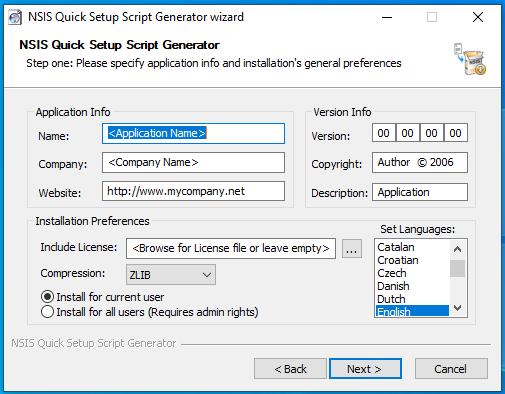 NSIS Quick Setup Script Generator wizard
NSIS Quick Setup Script Generator
Step one: Please specify application info and installation's general preferences
Application Info
Name: <Application Name>
Company: <Company Name>
Website: http://www.mycompany.net
Version Info
Version: 00 00 00 00
Copyright: Author © 2006
Description: Application
Installation Preferences
Include License: <Browse for License file or leave empty> ...
Compression: ZLIB
Install for current user
Install for all users (Requires admin rights)
Set Languages:
Catalan
Croatian
Czech
Danish
Dutch
English
NSIS Quick Setup Script Generator
< Back Next > Cancel